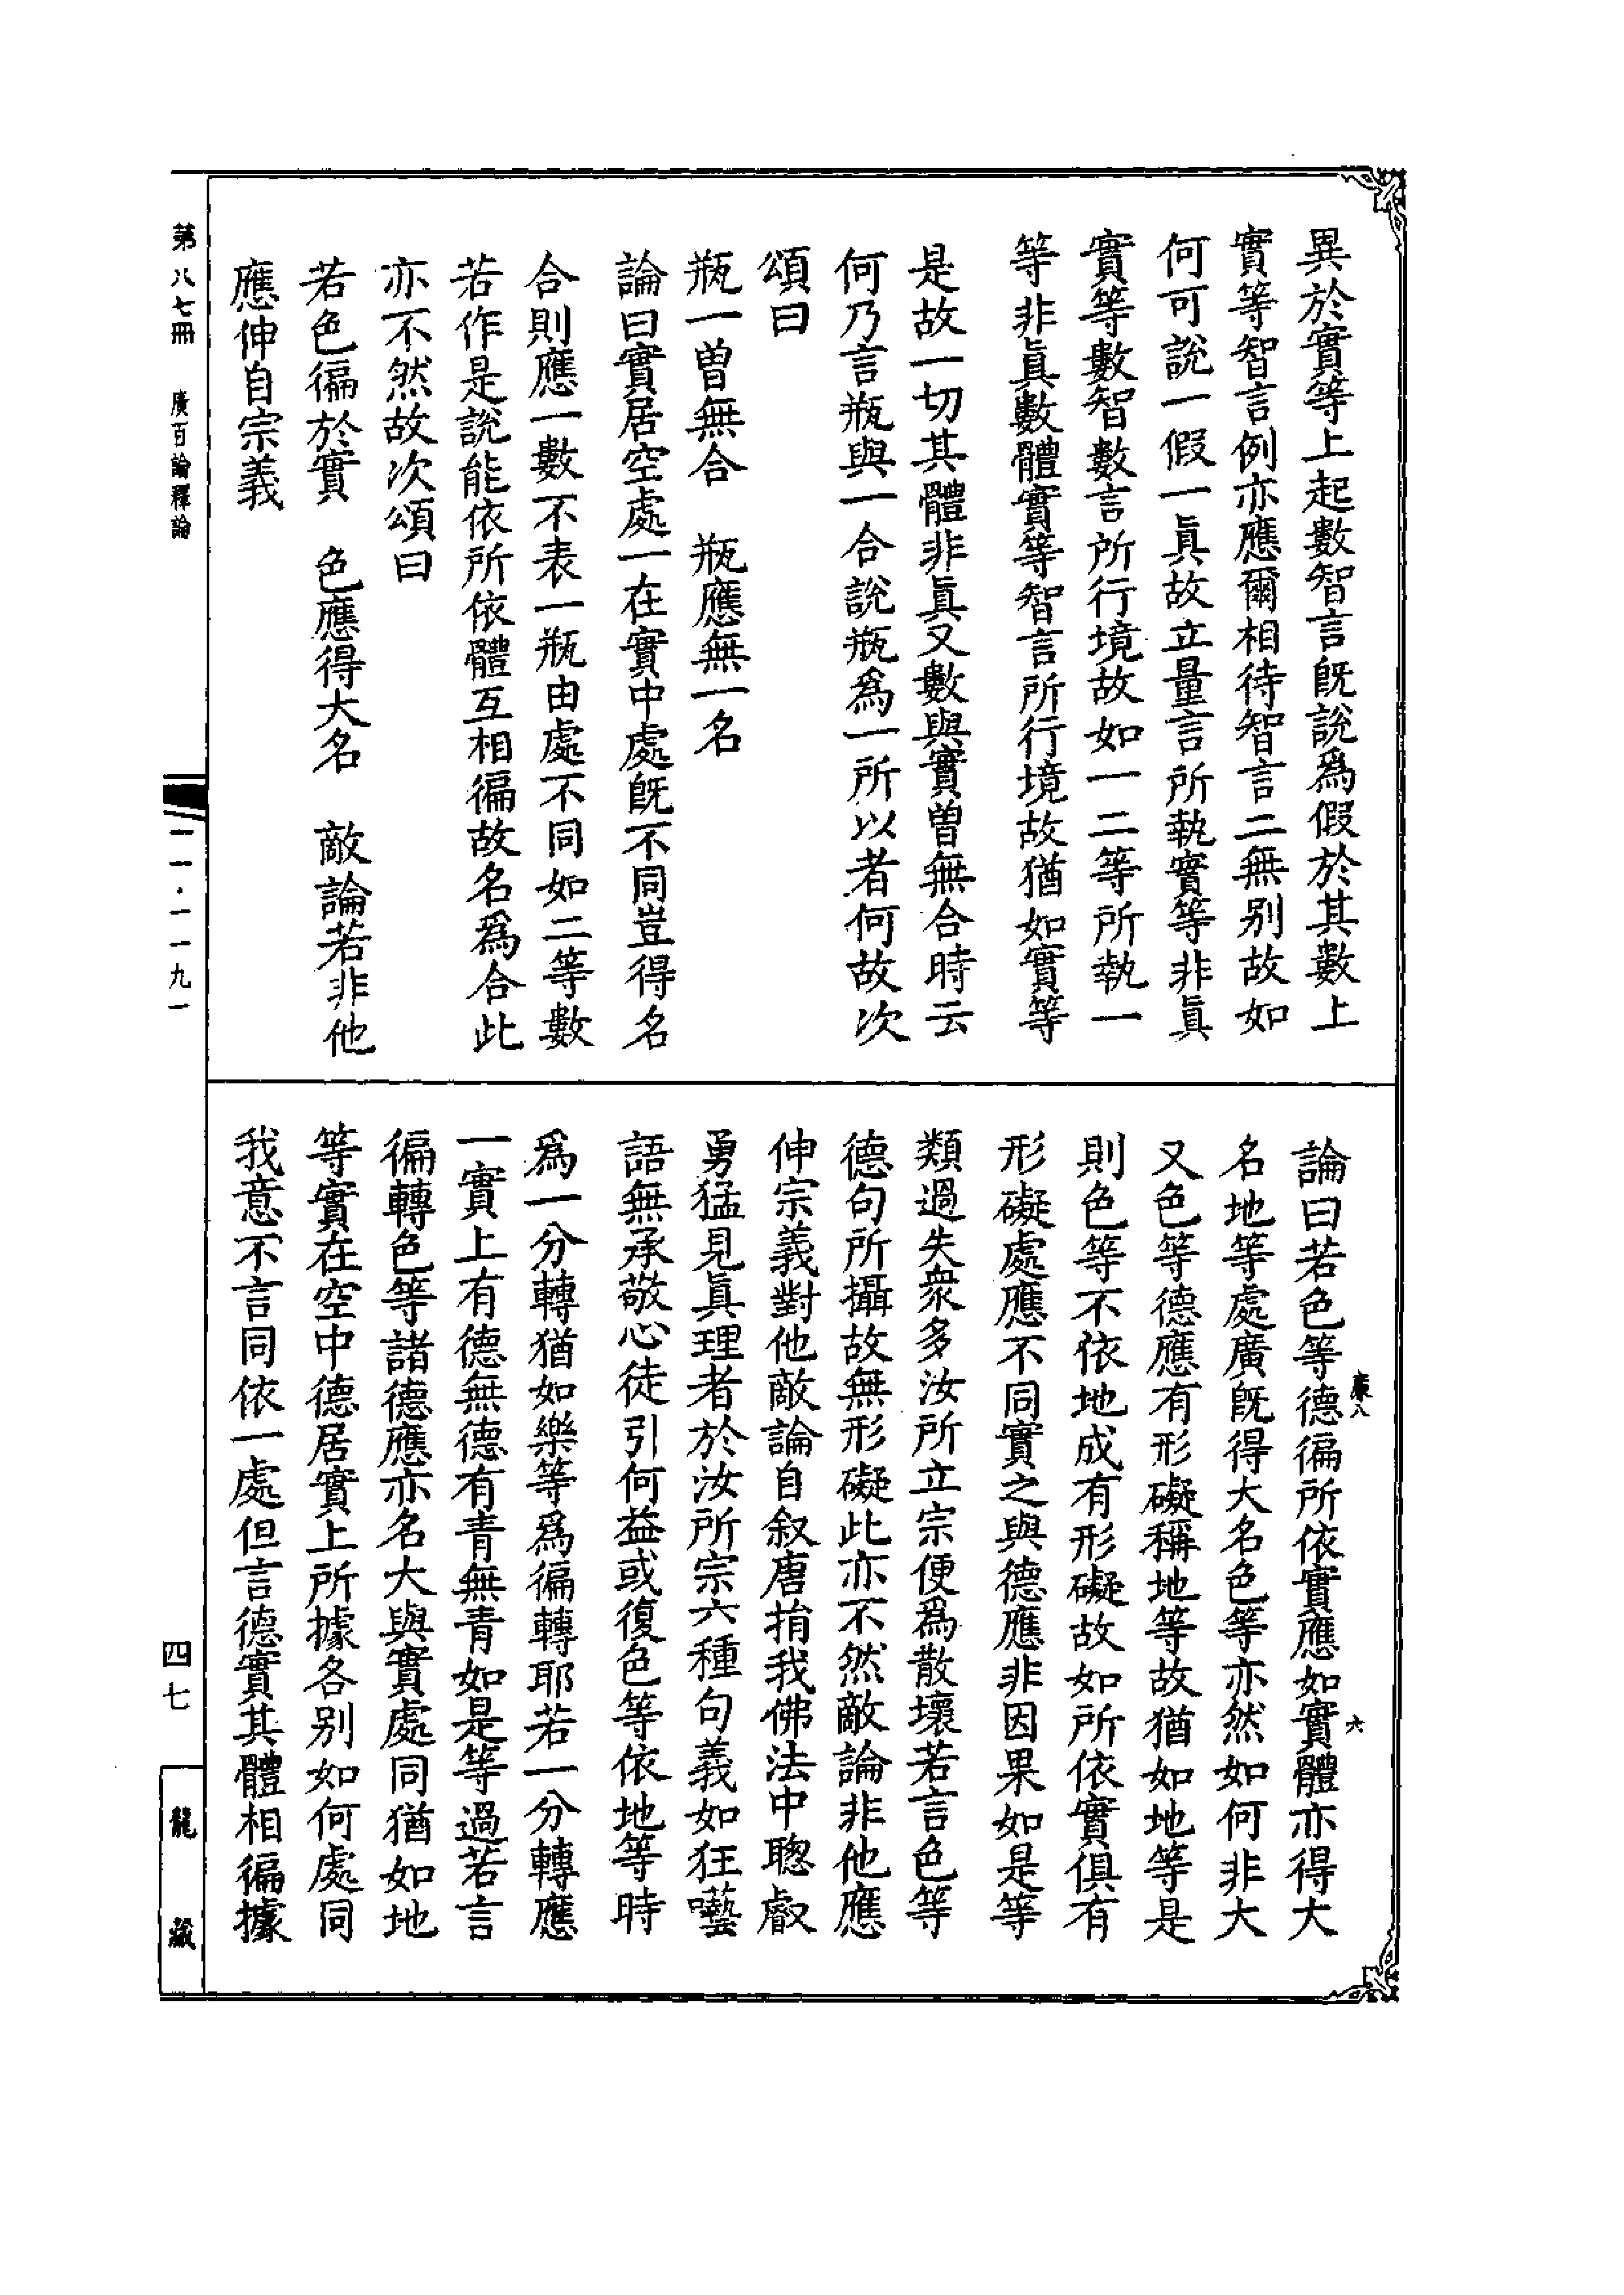 異於實等上起數智言旣說爲假於其數上
實等智言例亦應爾相待智言二無别故如
何可說一假一眞故立量言所執實等非眞
實等數智數言所行境故如一二等所執一
等非眞數體實等智言所行境故猶如實等
是故一切其體非眞又數與實曾無合時云
何乃言瓶與一合說瓶爲一所以者何故次
頌曰
瓶一曾無合　瓶應無一名
論曰實居空處一在實中處旣不同豈得名
合則應一數不表一瓶由處不同如二等數
若作是說能依所依體互相徧故名爲合此
亦不然故次頌曰
若色徧於實　色應得大名　敵論若非他
應伸自宗義
論曰若色等德徧所依實應如實體亦得大
名地等處廣旣得大名色等亦然如何非大
又色等德應有形礙稱地等故猶如地等是
則色等不依地成有形礙故如所依實俱有
形礙處應不同實之與德應非因果如是等
類過失衆多汝所立宗便爲散壞若言色等
德句所攝故無形礙此亦不然敵論非他應
伸宗義對他敵論自叙唐捐我佛法中聰叡
勇猛見眞理者於汝所宗六種句義如狂囈
語無承敬心徒引何益或復色等依地等時
爲一分轉猶如樂等爲徧轉耶若一分轉應
一實上有德無德有青無青如是等過若言
徧轉色等諸德應亦名大與實處同猶如地
等實在空中德居實上所據各别如何處同
我意不言同依一處但言德實其體相徧據
康八
六
第八七冊　廣百論釋論
一一·一一九一
四七
龍藏